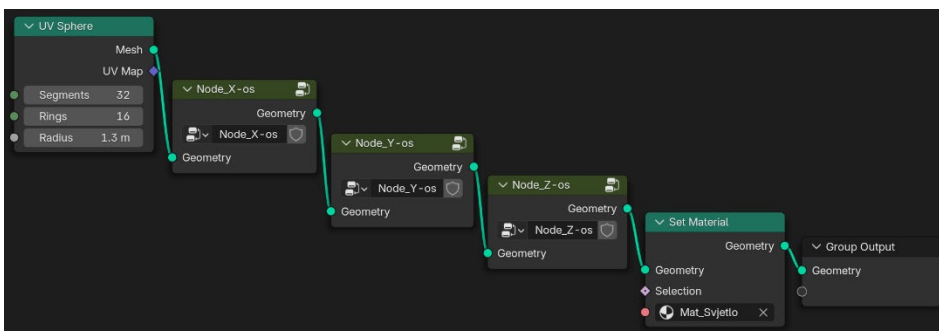 UV Sphere
Mesh
UV Map
Segments 32
Rings 16
Radius 1.3 m
Node_X-os
Geometry
Node_X-os
Geometry
Node_Y-os
Geometry
Node_Y-os
Geometry
Node_Z-os
Geometry
Node_Z-os
Geometry
Set Material
Geometry
Geometry
Selection
Mat_Svjetlo
Group Output
Geometry